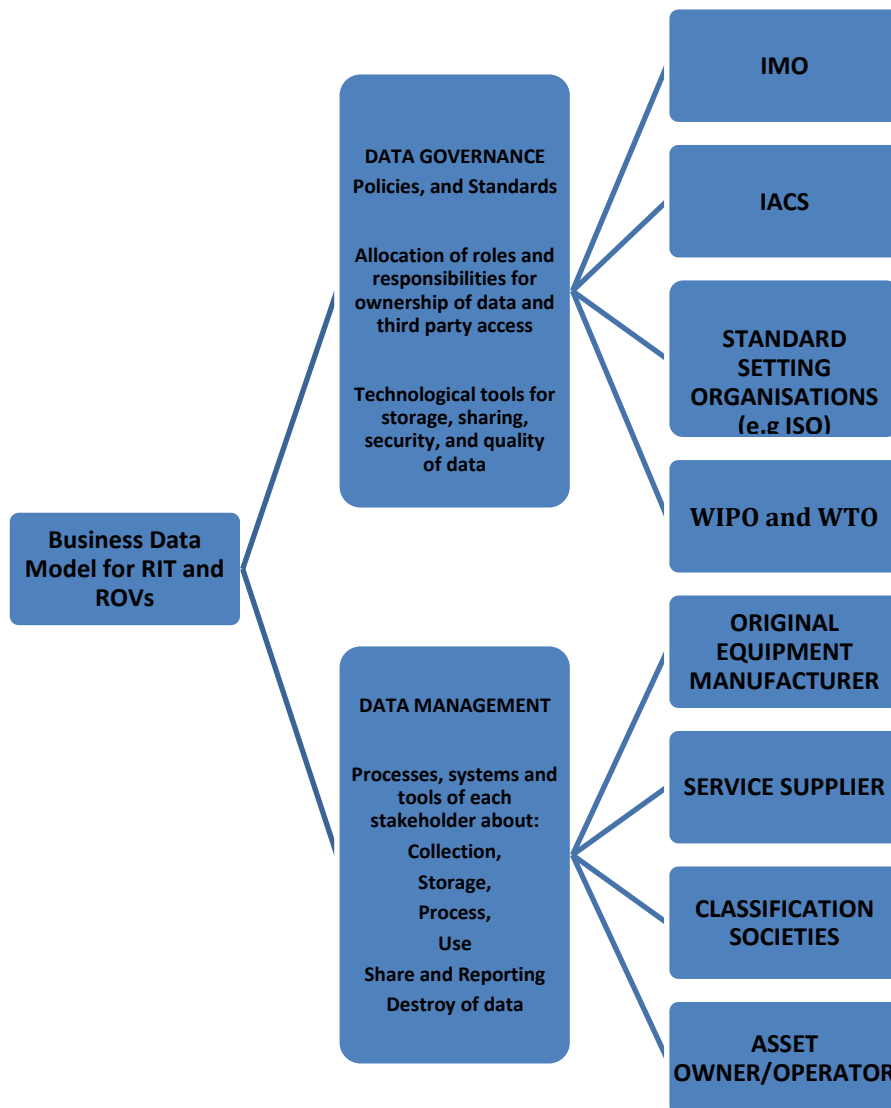 Business Data
Model for RIT and
ROVs
DATA GOVERNANCE
Policies, and Standards
Allocation of roles and
responsibilities for
ownership of data and
third party access
Technological tools for
storage, sharing,
security, and quality
of data
IMO
IACS
STANDARD
SETTING
ORGANISATIONS
(e.g ISO)
WIPO and WTO
DATA MANAGEMENT
Processes, systems and
tools of each
stakeholder about:
Collection,
Storage,
Process,
Use
Share and Reporting
Destroy of data
ORIGINAL
EQUIPMENT
MANUFACTURER
SERVICE SUPPLIER
CLASSIFICATION
SOCIETIES
ASSET
OWNER/OPERATOR